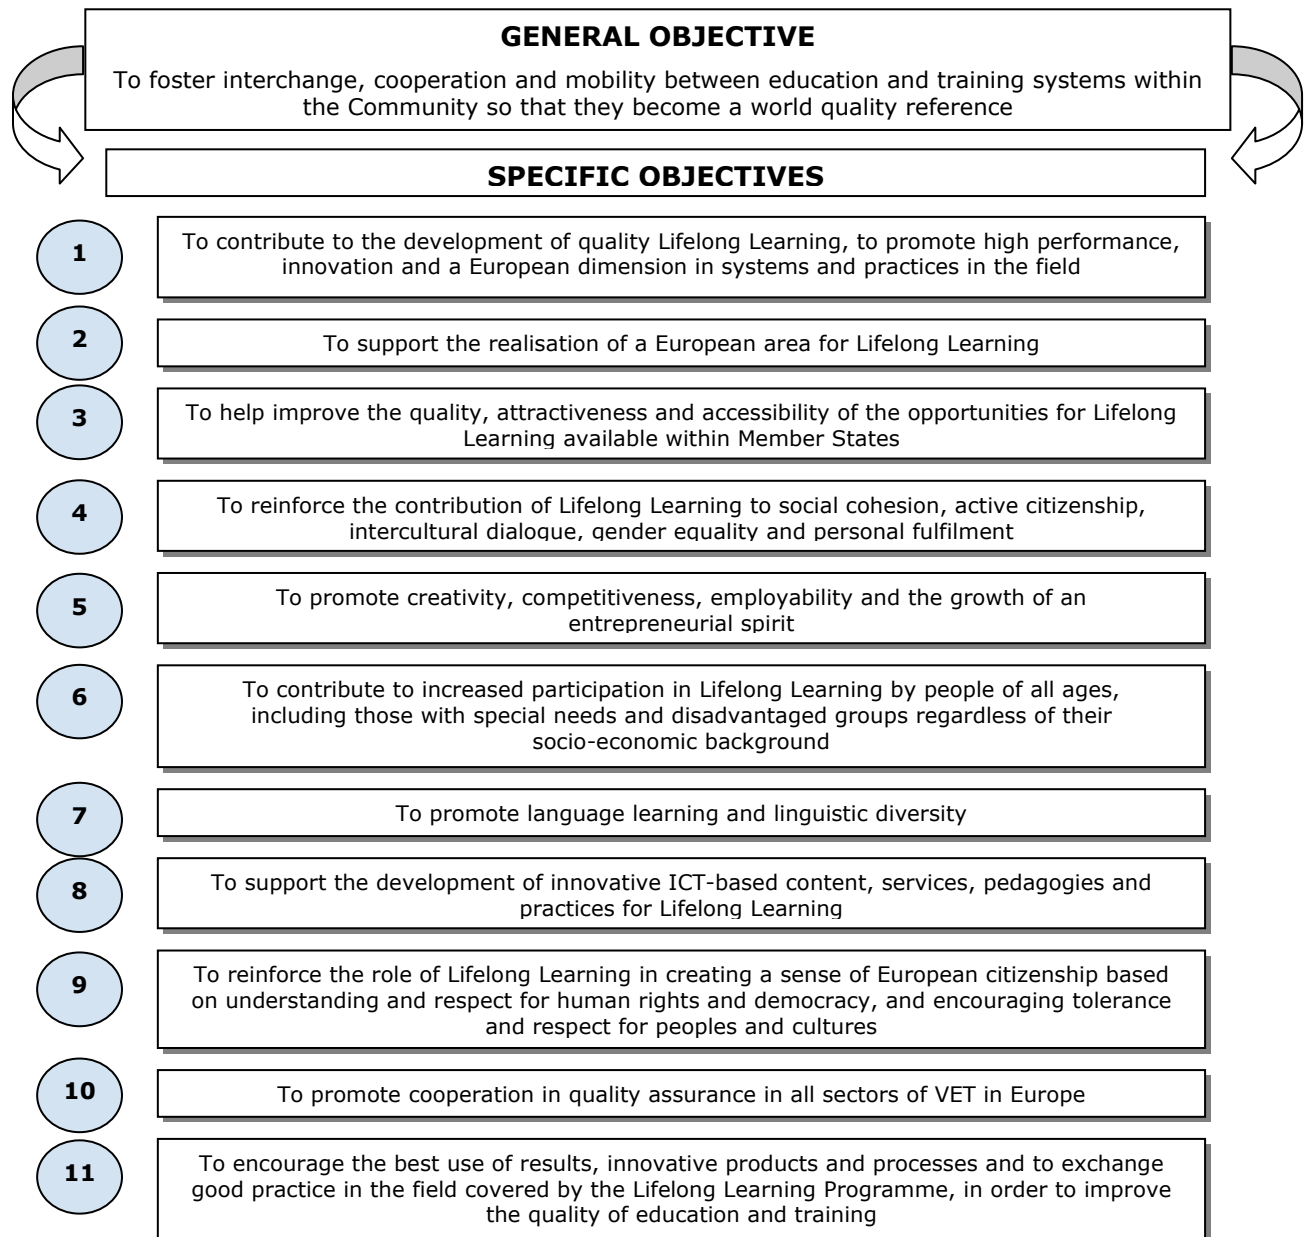 GENERAL OBJECTIVE
To foster interchange, cooperation and mobility between education and training systems within
the Community so that they become a world quality reference
SPECIFIC OBJECTIVES
1
To contribute to the development of quality Lifelong Learning, to promote high performance,
innovation and a European dimension in systems and practices in the field
2
To support the realisation of a European area for Lifelong Learning
3
To help improve the quality, attractiveness and accessibility of the opportunities for Lifelong
Learning available within Member States
4
To reinforce the contribution of Lifelong Learning to social cohesion, active citizenship,
intercultural dialogue, gender equality and personal fulfilment
5
To promote creativity, competitiveness, employability and the growth of an
entrepreneurial spirit
6
To contribute to increased participation in Lifelong Learning by people of all ages,
including those with special needs and disadvantaged groups regardless of their
socio-economic background
7
To promote language learning and linguistic diversity
8
To support the development of innovative ICT-based content, services, pedagogies and
practices for Lifelong Learning
9
To reinforce the role of Lifelong Learning in creating a sense of European citizenship based
on understanding and respect for human rights and democracy, and encouraging tolerance
and respect for peoples and cultures
10
To promote cooperation in quality assurance in all sectors of VET in Europe
11
To encourage the best use of results, innovative products and processes and to exchange
good practice in the field covered by the Lifelong Learning Programme, in order to improve
the quality of education and training